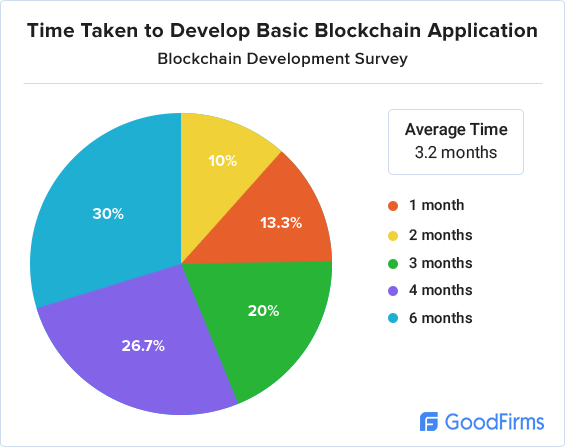 Time Taken to Develop Basic Blockchain Application
Blockchain Development Survey
10%
13.3%
20%
26.7%
30%
Average Time
3.2 months
1 month
2 months
3 months
4 months
6 months
GoodFirms